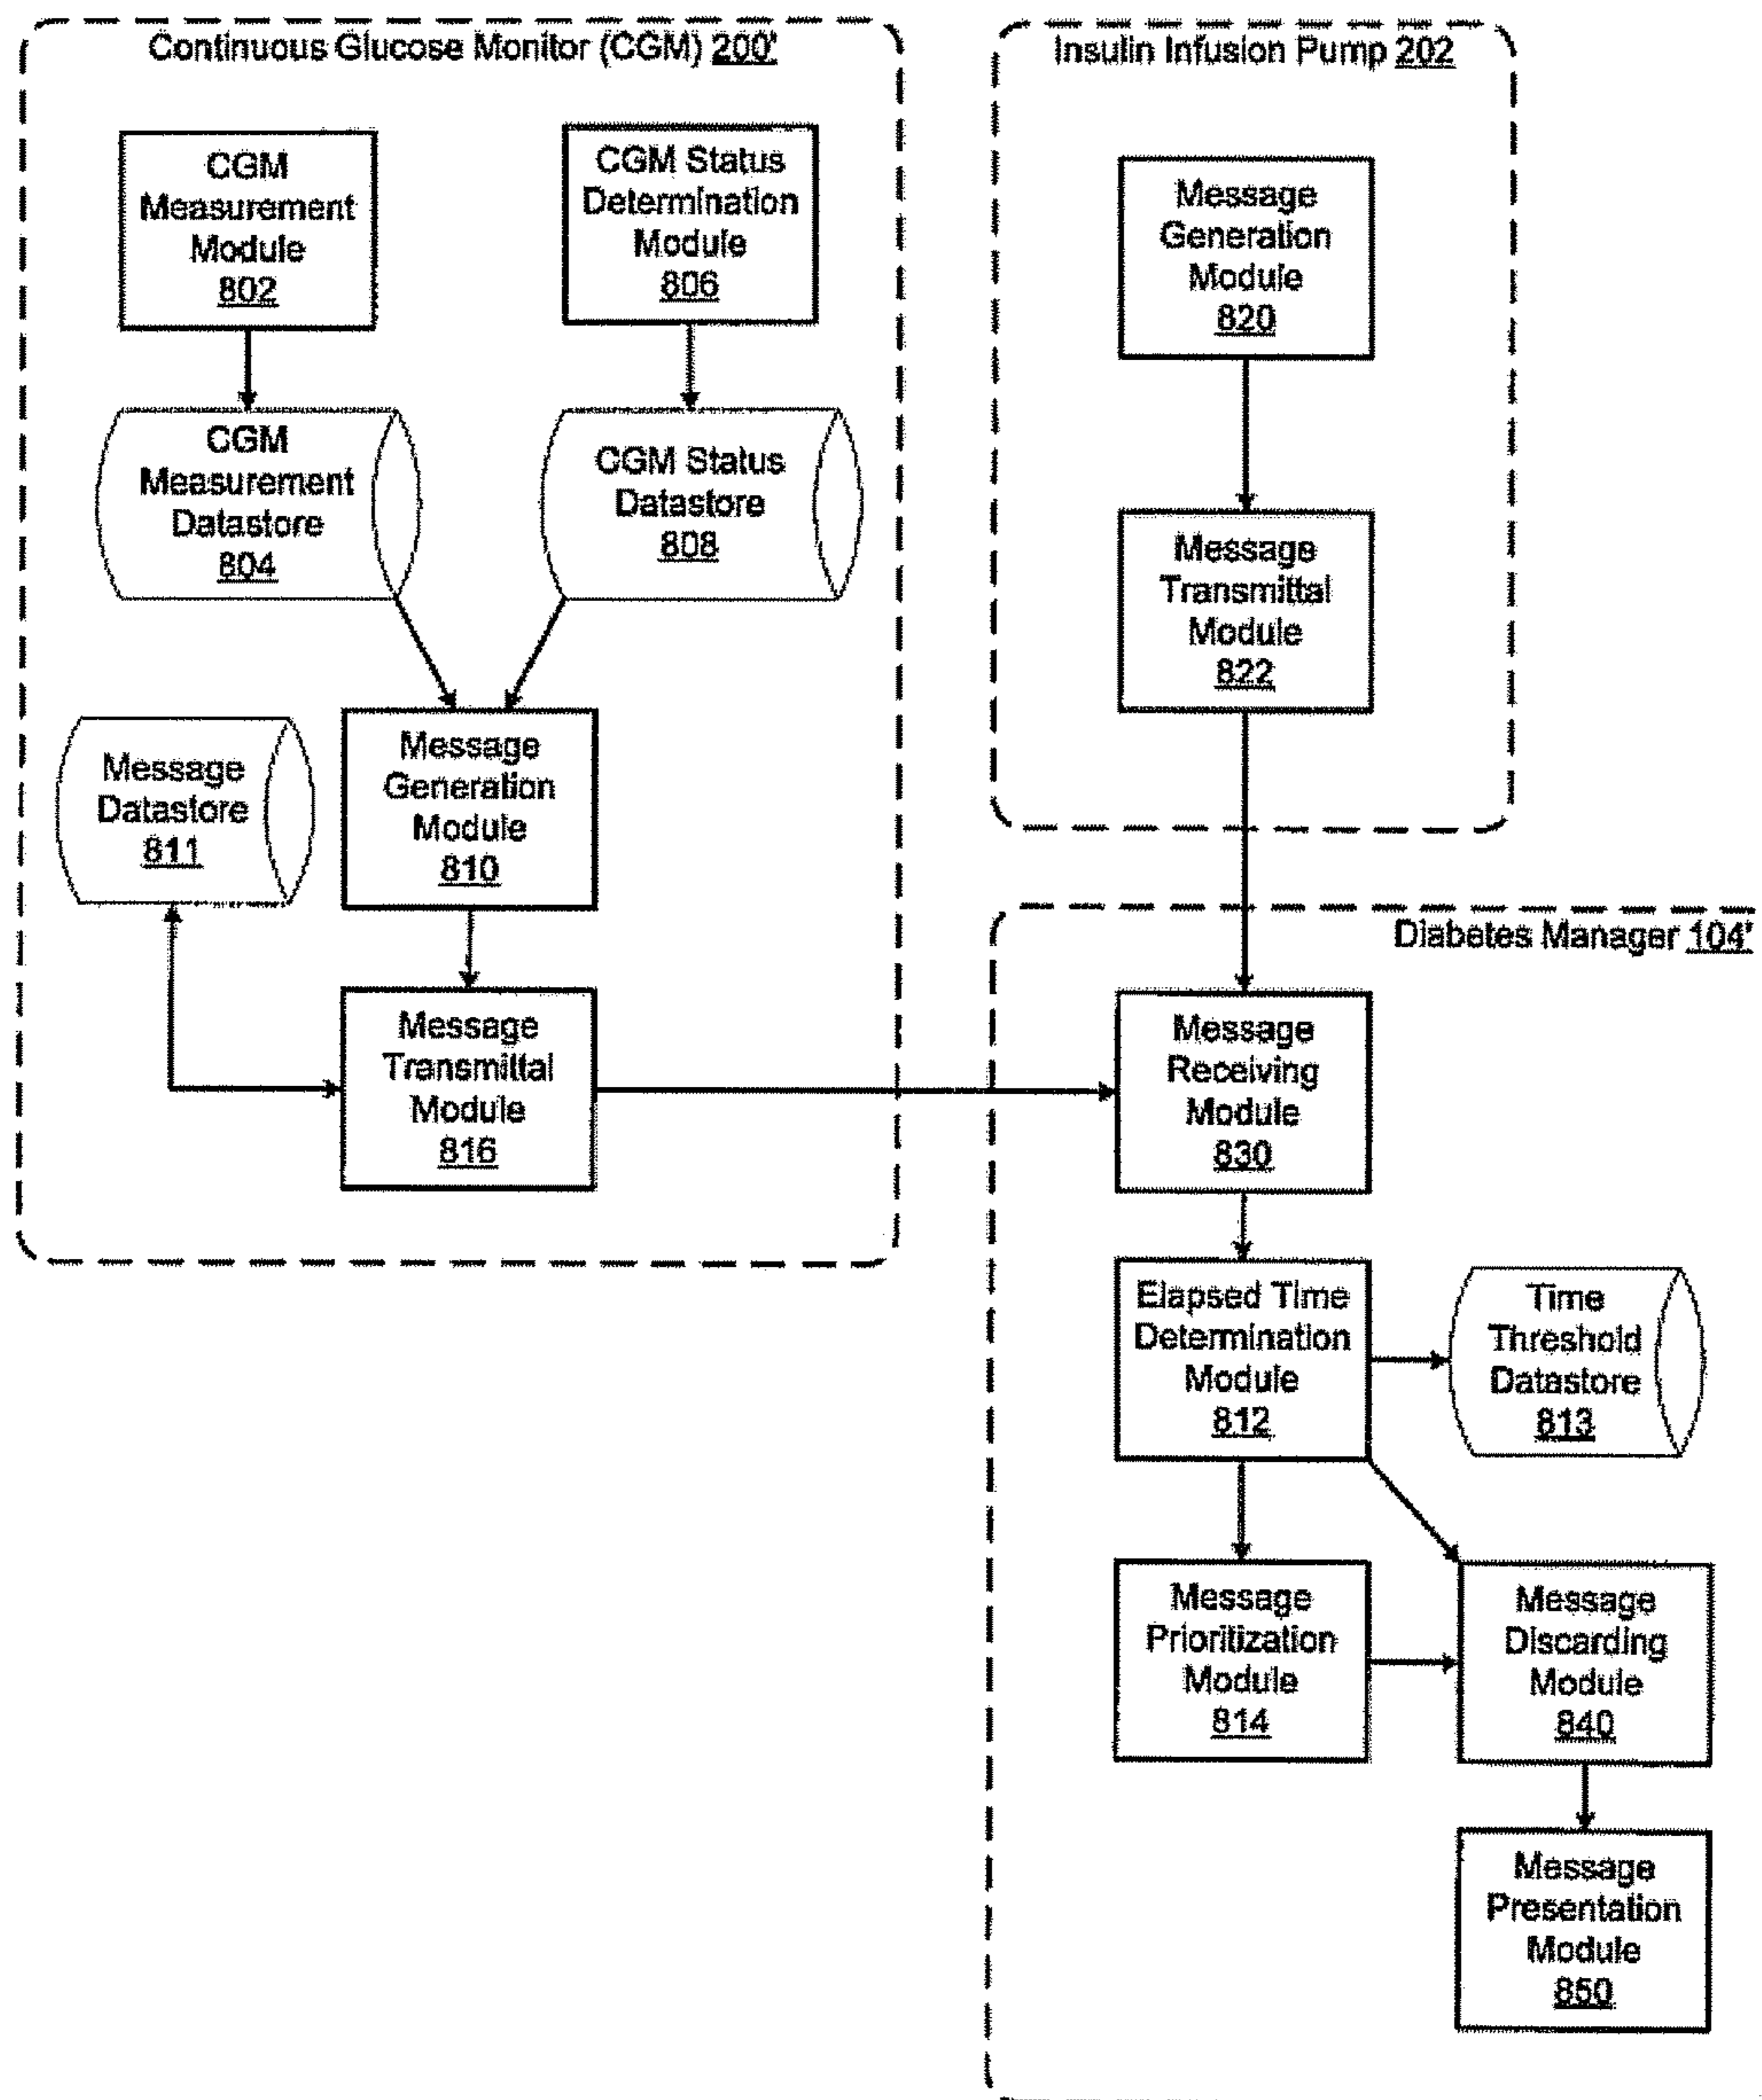 Continuous Glucose Monitor (CGM) 200'
CGM
Measurement
Module
802
CGM Status
Determination
Module
806
CGM
Measurement
Datastore
804
CGM Status
Datastore
808
Message
Datastore
811
Message
Generation
Module
810
Message
Transmittal
Module
816
Insulin Infusion Pump 202
Message
Generation
Module
820
Message
Transmittal
Module
822
Diabetes Manager 104'
Message
Receiving
Module
830
Elapsed Time
Determination
Module
812
Time
Threshold
Datastore
813
Message
Prioritization
Module
814
Message
Discarding
Module
840
Message
Presentation
Module
850